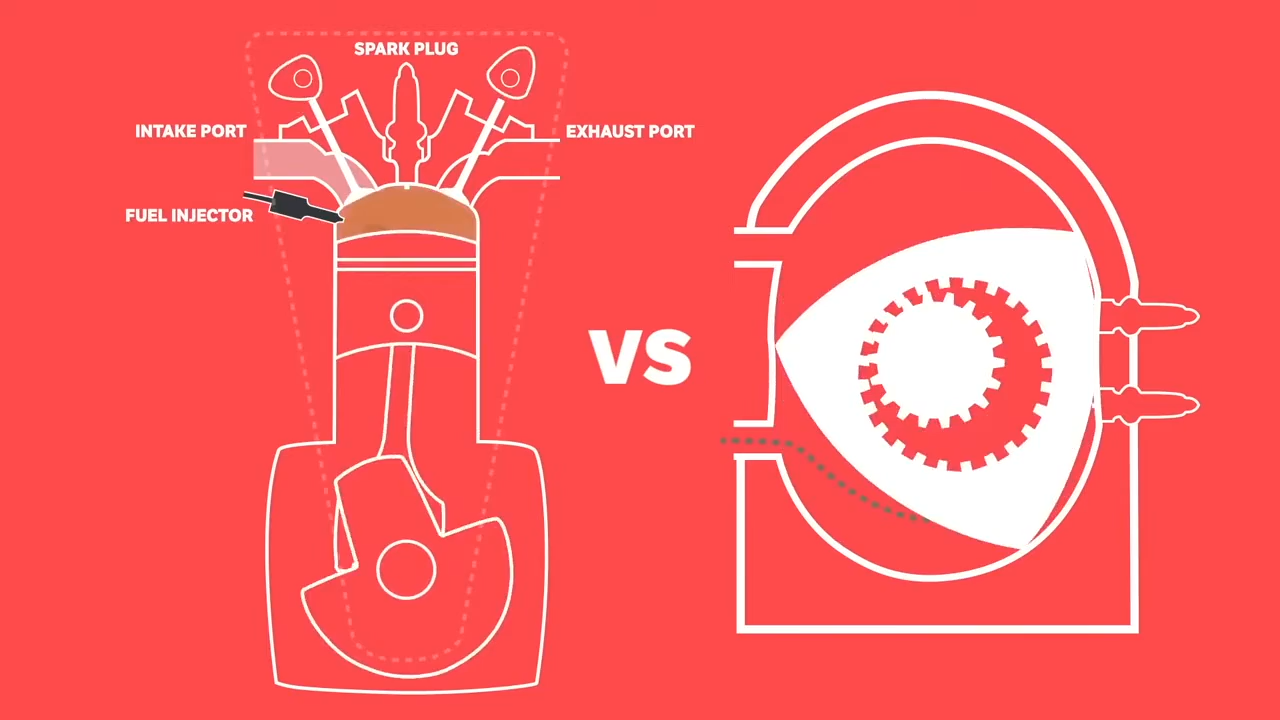 SPARK PLUG
INTAKE PORT
EXHAUST PORT
FUEL INJECTOR
VS